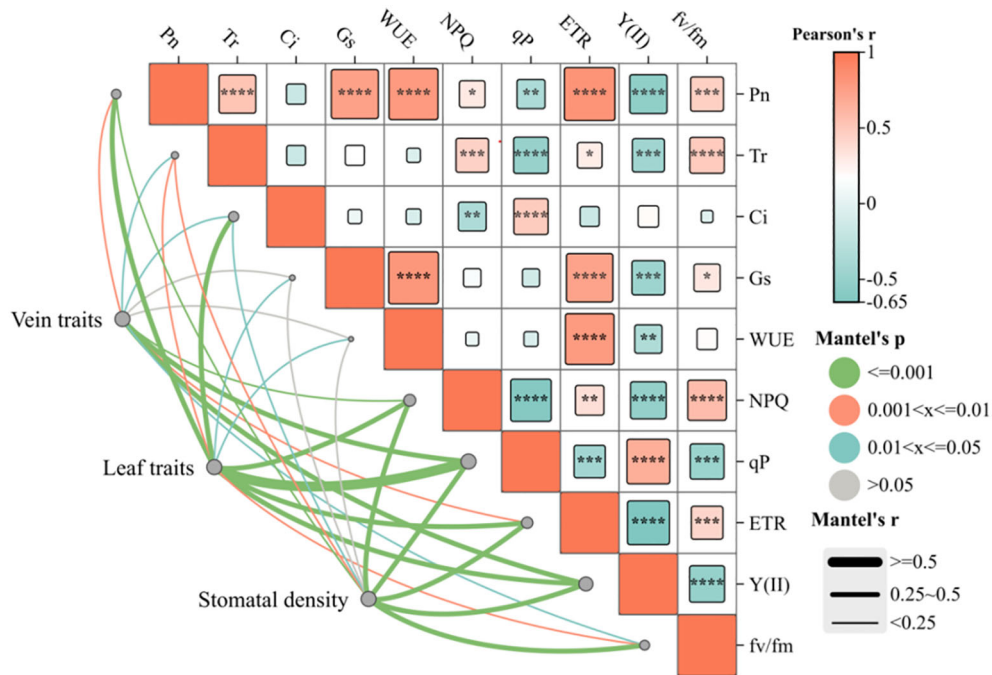 Pn Tr Ci Gs WUE NPQ qP ETR Y(II) fv/fm
Pearson's r
**** **** **** * ** **** **** *** Pn
*** **** * *** **** Tr
** **** Ci
**** **** *** * Gs
**** ** WUE
**** ** **** **** NPQ
*** **** *** qP
**** *** ETR
**** Y(II)
fv/fm
1
0.5
0
-0.5
-0.65
Vein traits
Leaf traits
Stomatal density
Mantel's p
<=0.001
0.001<x<=0.01
0.01<x<=0.05
>0.05
Mantel's r
>=0.5
0.25~0.5
<0.25